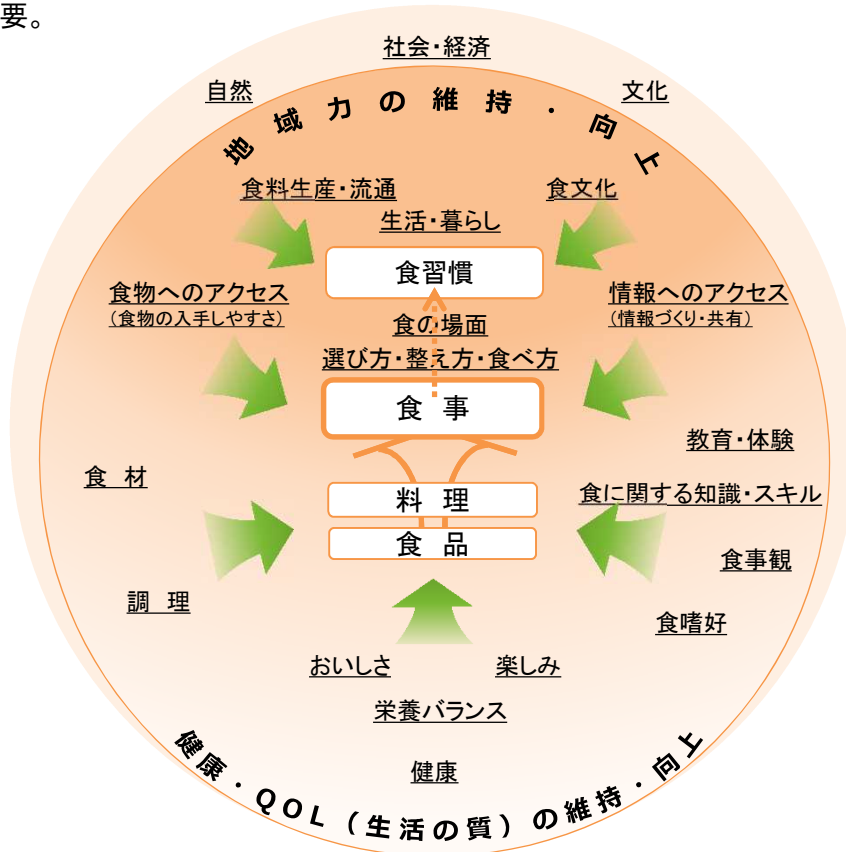 要。
社会・経済
自然
文化
地域力の維持・向上
食料生産・流通
食文化
生活・暮らし
食習慣
食物へのアクセス
(食物の入手しやすさ)
情報へのアクセス
(情報づくり・共有)
食の場面
選び方・整え方・食べ方
食 事
教育・体験
食 材
食に関する知識・スキル
料 理
食 品
食事観
調 理
食嗜好
おいしさ
楽しみ
栄養バランス
健康
健康・QOL(生活の質)の維持・向上